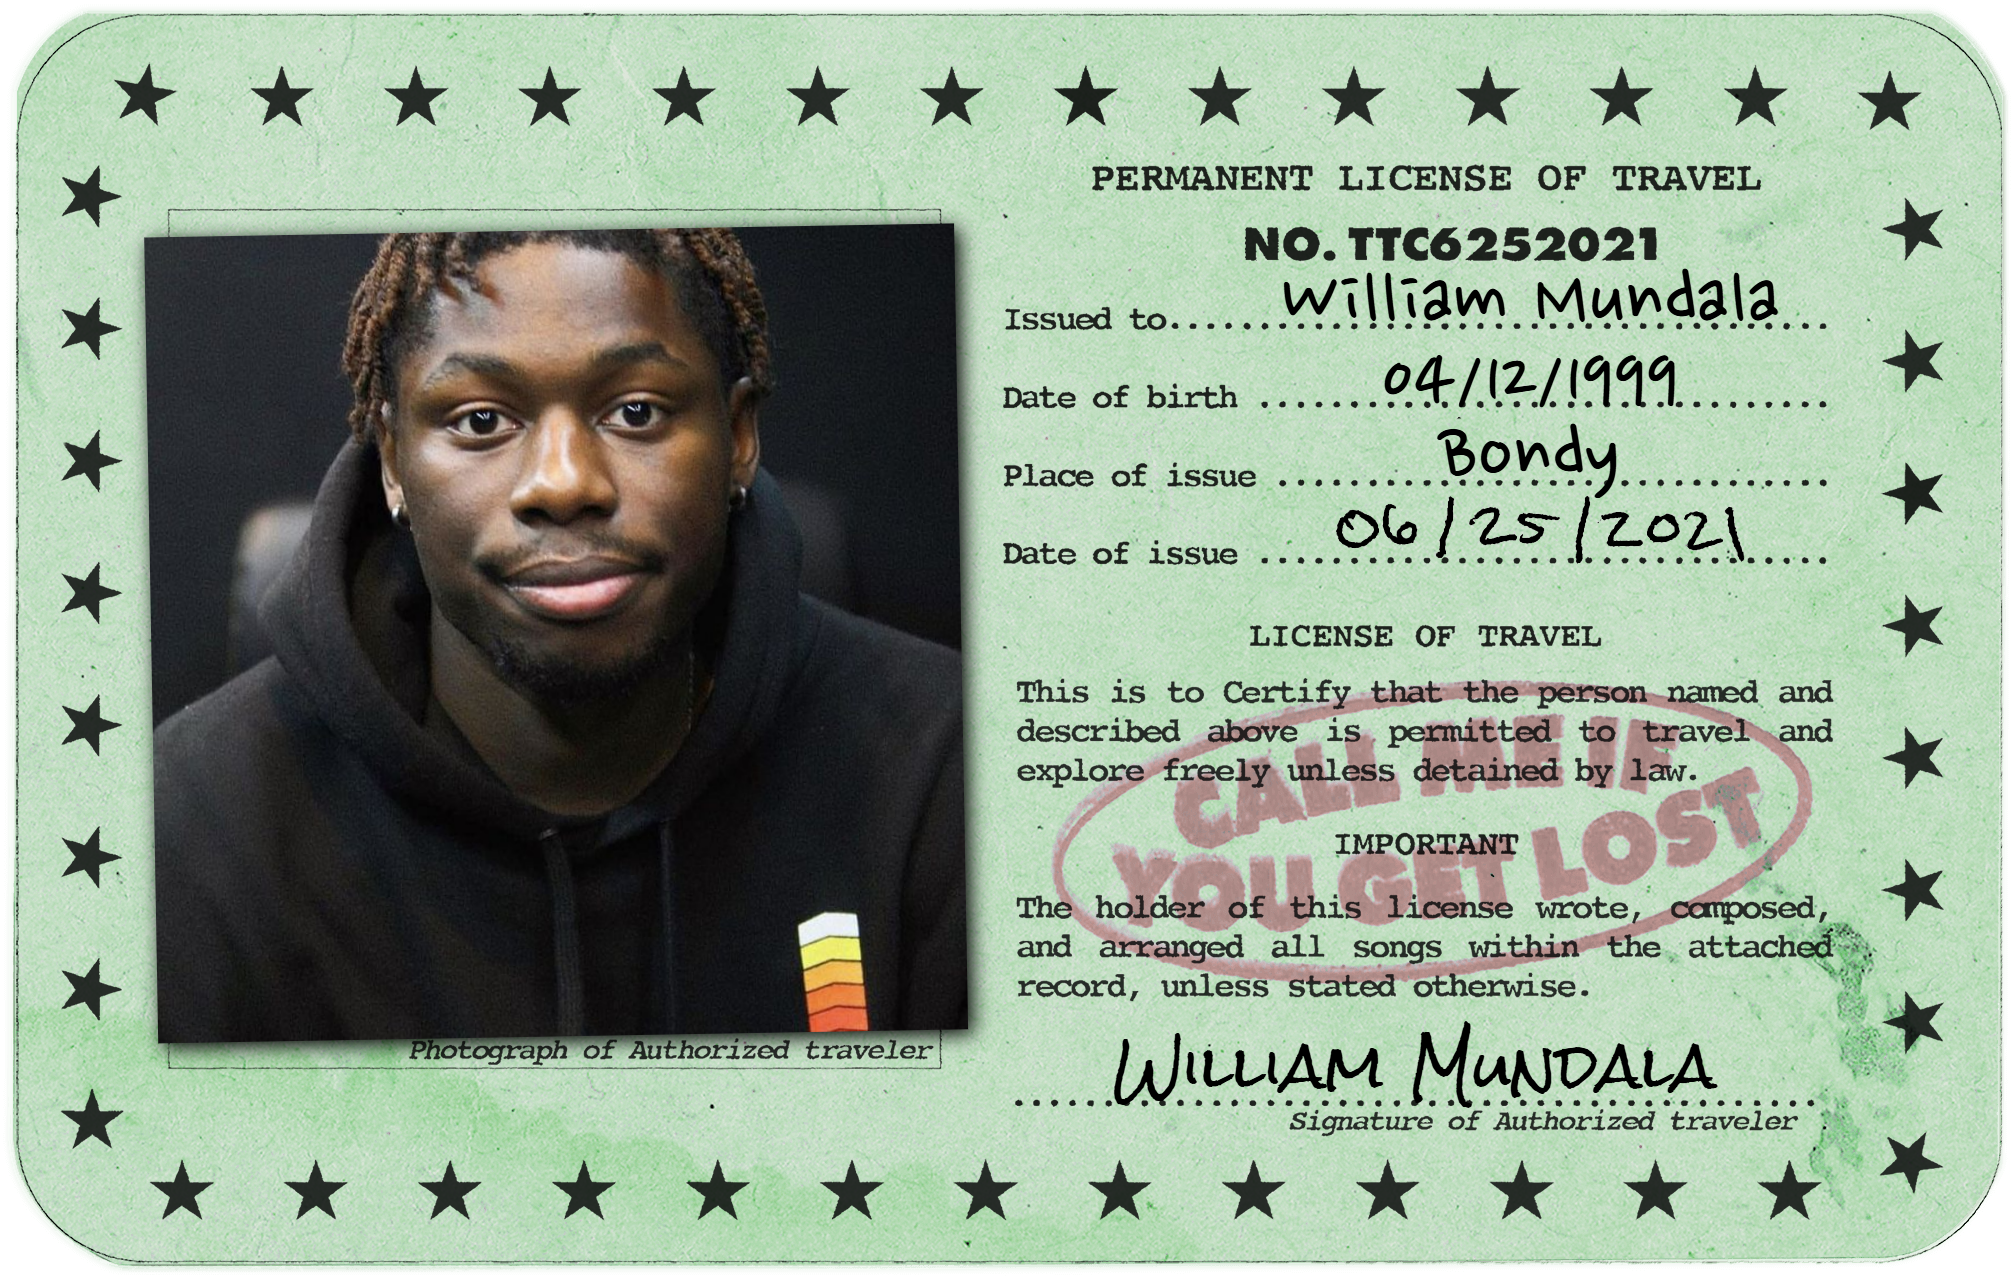 PERMANENT LICENSE OF TRAVEL
NO. TTC6252021
Issued to William Mundala
Date of birth 04/12/1999
Place of issue Bondy
Date of issue 06/25/2021
LICENSE OF TRAVEL
This is to Certify that the person named and
described above is permitted to travel and
explore freely unless detained by law.
CALL ME IF
YOU GET LOST
IMPORTANT
The holder of this license wrote, composed,
and arranged all songs within the attached
record, unless stated otherwise.
WILLIAM MUNDALA
Signature of Authorized traveler
Photograph of Authorized traveler